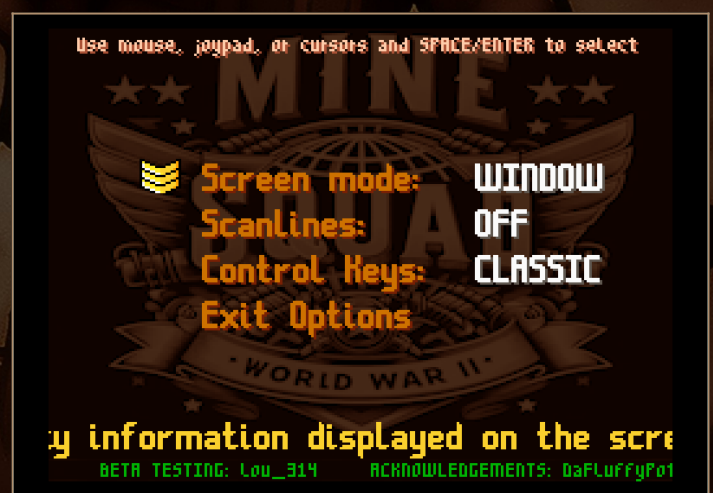 Use mouse, joypad, or cursors and SPACE/ENTER to select
MINE
SQUAD
Screen mode: WINDOW
Scanlines: OFF
Control Keys: CLASSIC
Exit Options
• WORLD WAR II •
information displayed on the
BETA TESTING: Lou_314 ACKNOWLEDGEMENTS: